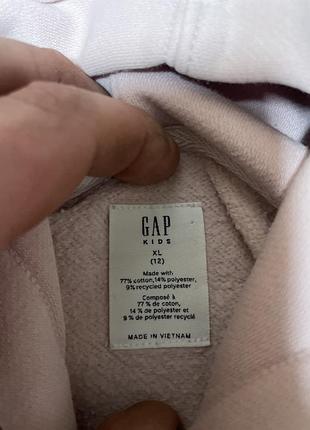 GAP
KIDS
XL
(12)
Made with
77% cotton, 14% polyester,
9% recycled polyester
Composé à
77 % de coton,
14 % de polyester et
9 % de polyester recyclé
MADE IN VIETNAM